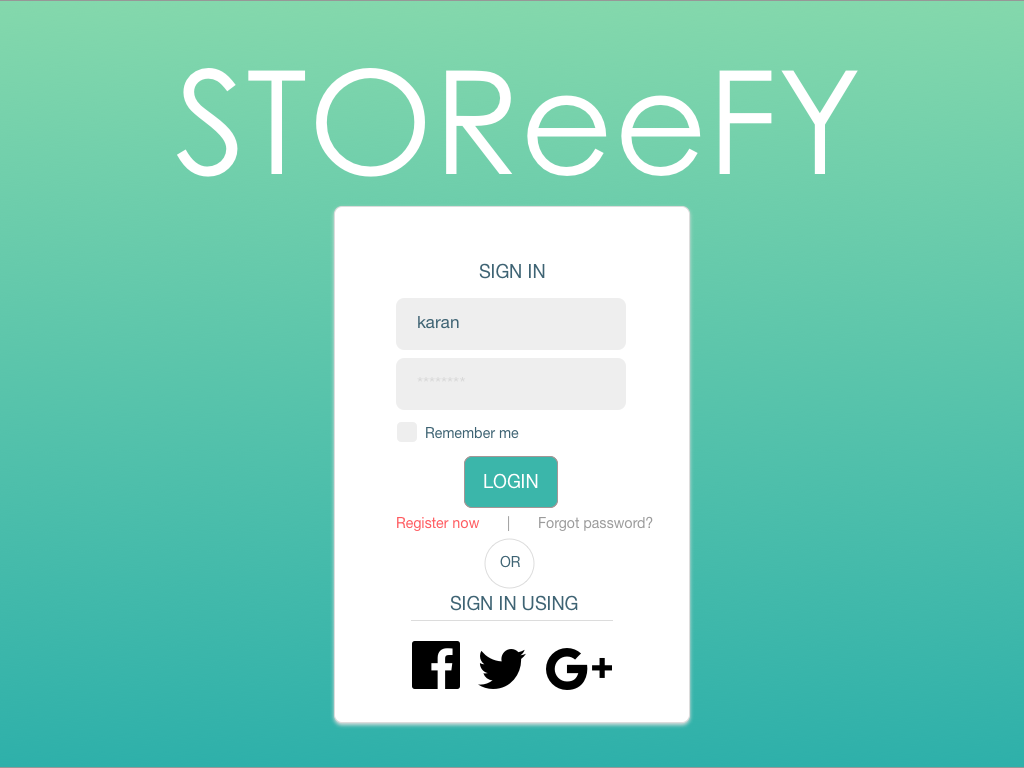 STOReeFY
SIGN IN
karan
********
Remember me
LOGIN
Register now | Forgot password?
OR
SIGN IN USING
G+